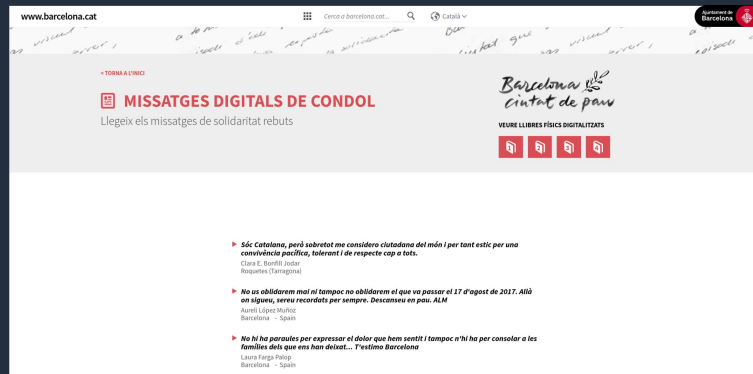 www.barcelona.cat
Cerca a barcelona.cat...
Català
Ajuntament de
Barcelona
< TORNA A L'INICI
MISSATGES DIGITALS DE CONDOL
Llegeix els missatges de solidaritat rebuts
Barcelona
ciutat de pau
VEURE LLIBRES FÍSICS DIGITALITZATS
1 2 3 4
Sóc Catalana, però sobretot me considero ciutadana del món i per tant estic per una
convivència pacífica, tolerant i de respecte cap a tots.
Clara E. Bonfill Jodar
Roquetes (Tarragona)
No us oblidarem mai ni tampoc no oblidarem el que va passar el 17 d'agost de 2017. Allà
on sigueu, sereu recordats per sempre. Descanseu en pau. ALM
Aureli López Muñoz
Barcelona - Spain
No hi ha paraules per expressar el dolor que hem sentit i tampoc n'hi ha per consolar a les
famílies dels que ens han deixat... T'estimo Barcelona
Laura Farga Palop
Barcelona - Spain